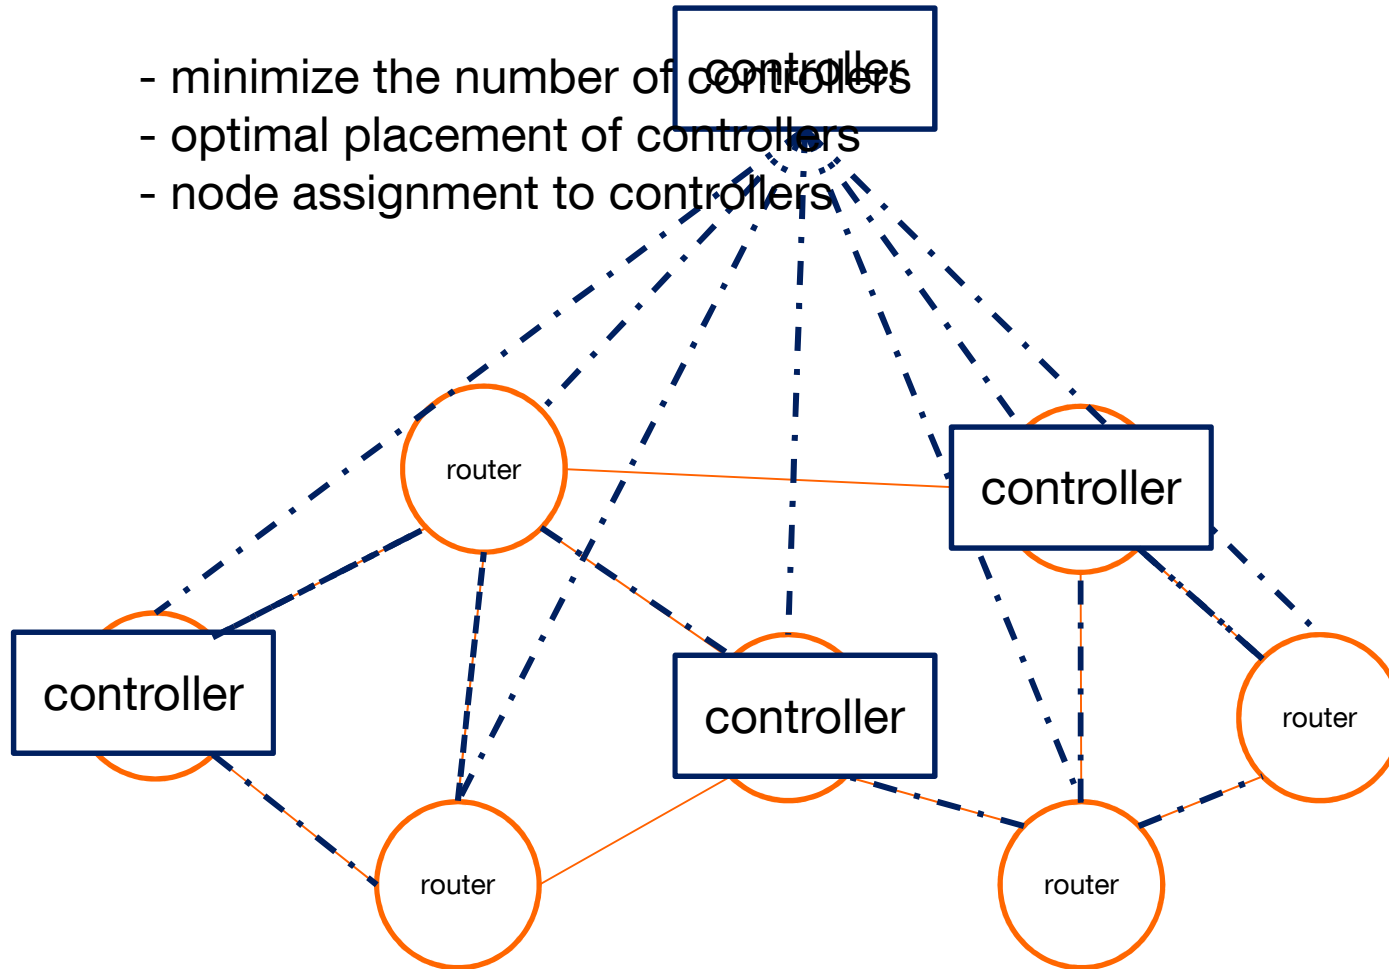 controller
- minimize the number of controllers
- optimal placement of controllers
- node assignment to controllers
router
controller
controller
controller
router
router
router